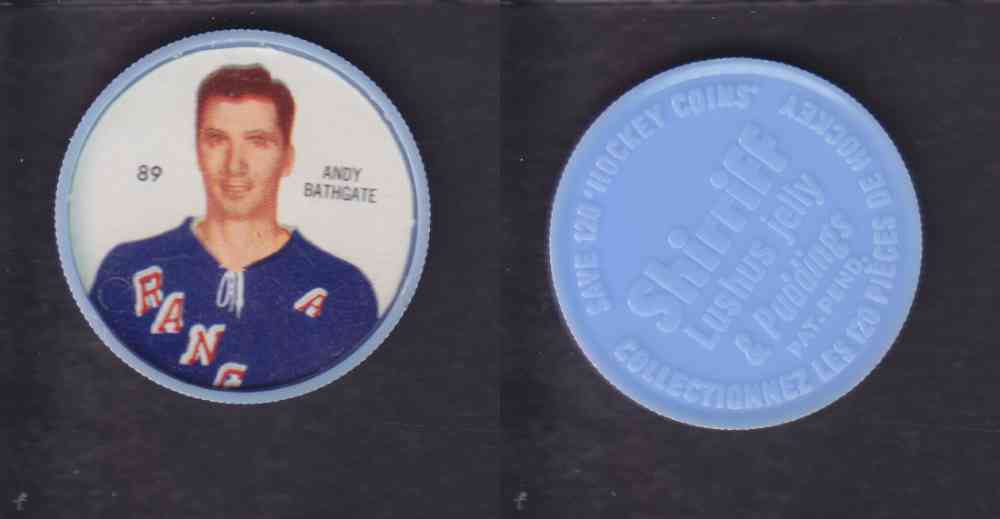 89
ANDY
BATHGATE
RANGE
A
SAVE 120 "HOCKEY COINS"
Shirriff
Lushus jelly
& Puddings
PAT. PEND.
COLLECTIONNEZ LES 120 PIÈCES DE HOCKEY